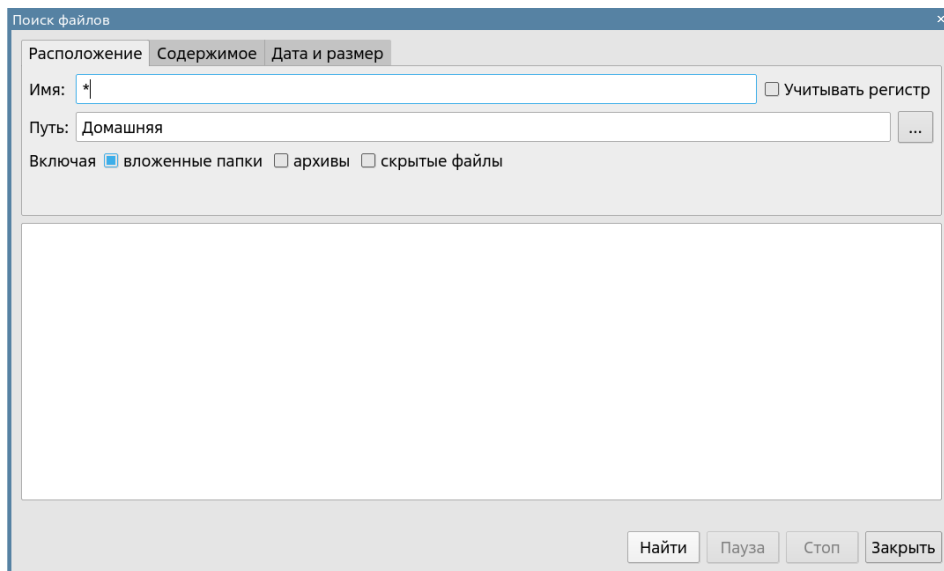 Поиск файлов ×
Расположение Содержимое Дата и размер
Имя: * Учитывать регистр
Путь: Домашняя ...
Включая вложенные папки архивы скрытые файлы
Найти Пауза Стоп Закрыть